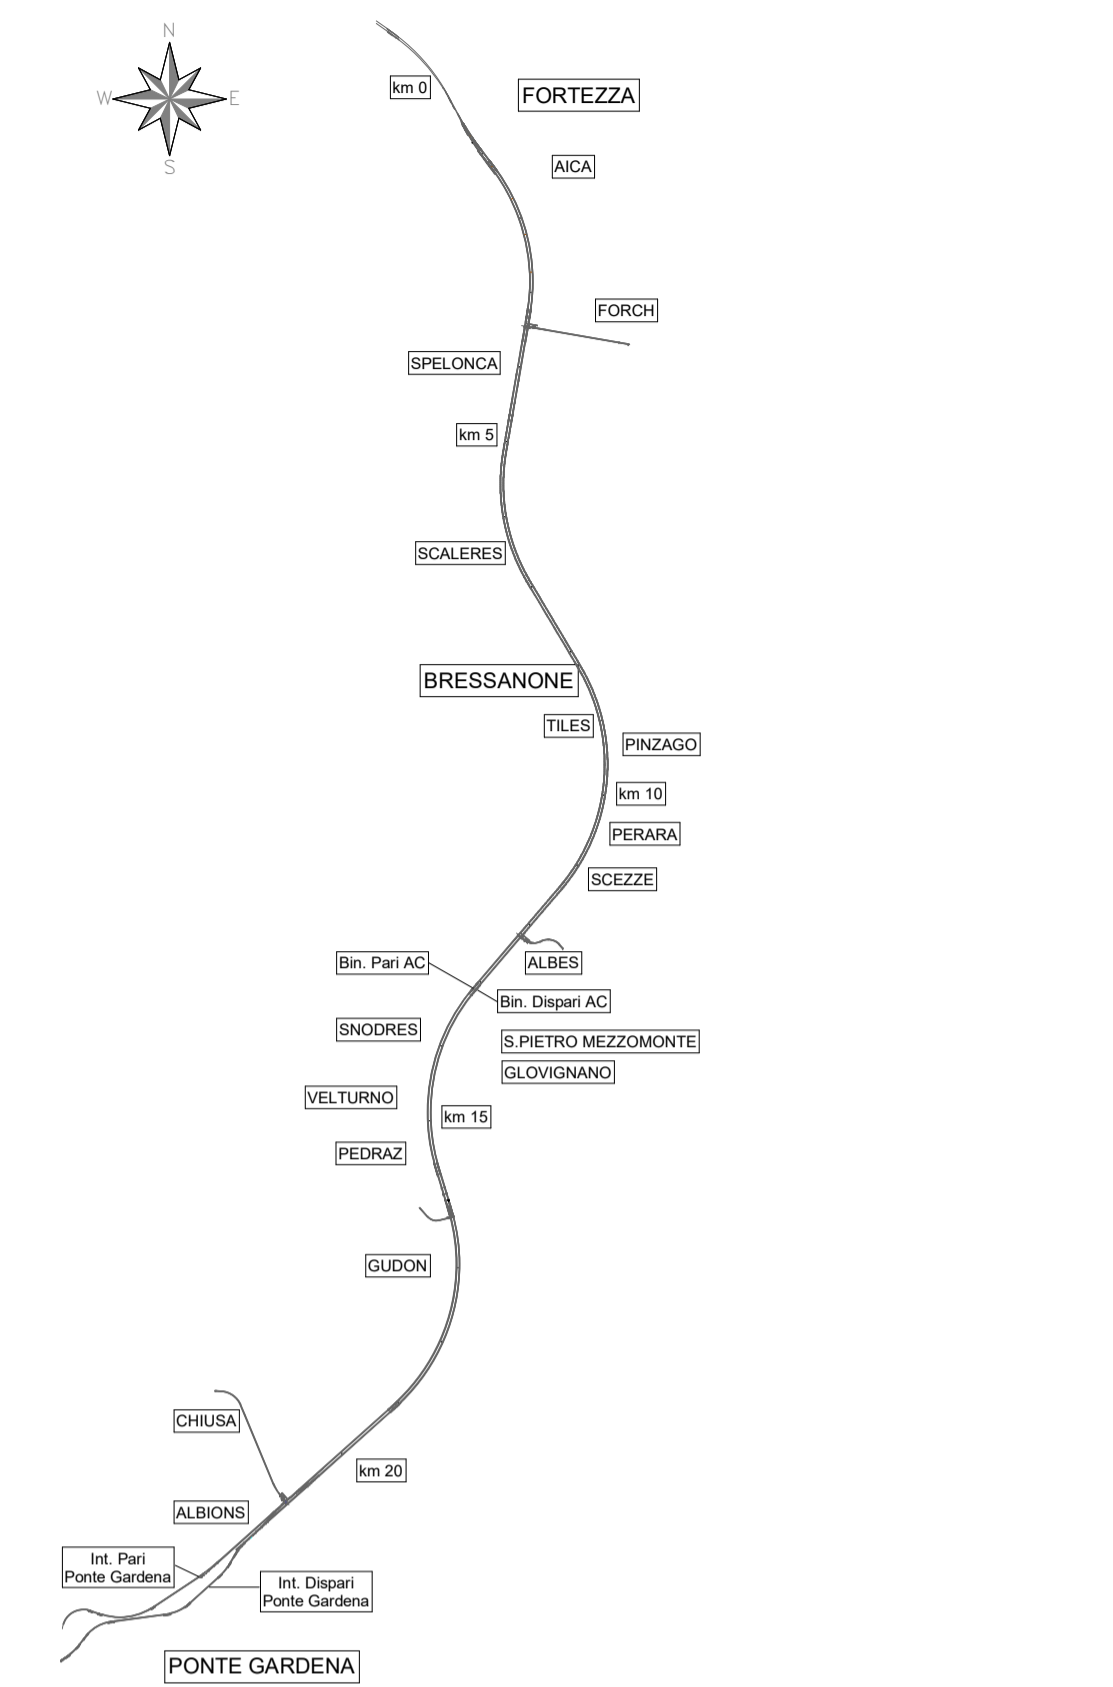 N
km 0
FORTEZZA
W
E
S
AICA
FORCH
SPELONCA
km 5
SCALERES
BRESSANONE
TILES
PINZAGO
km 10
PERARA
SCEZZE
Bin. Pari AC
ALBES
Bin. Dispari AC
SNODRES
S.PIETRO MEZZOMONTE
GLOVIGNANO
VELTURNO
km 15
PEDRAZ
GUDON
CHIUSA
km 20
ALBIONS
Int. Pari
Ponte Gardena
Int. Dispari
Ponte Gardena
PONTE GARDENA